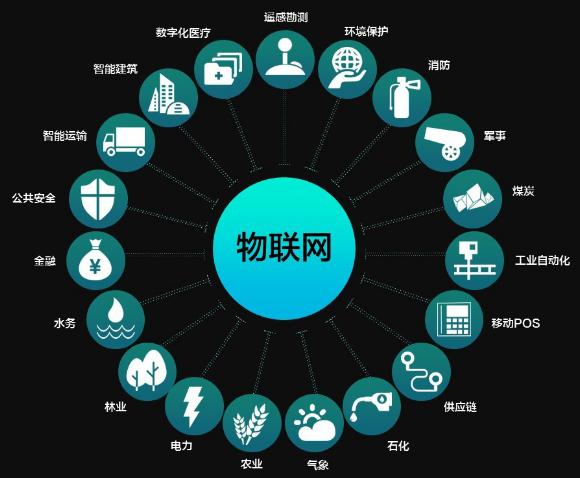 遥感勘测
环境保护
消防
军事
煤炭
工业自动化
移动POS
供应链
石化
气象
农业
电力
林业
水务
金融
公共安全
智能运输
智能建筑
数字化医疗
物联网
¥